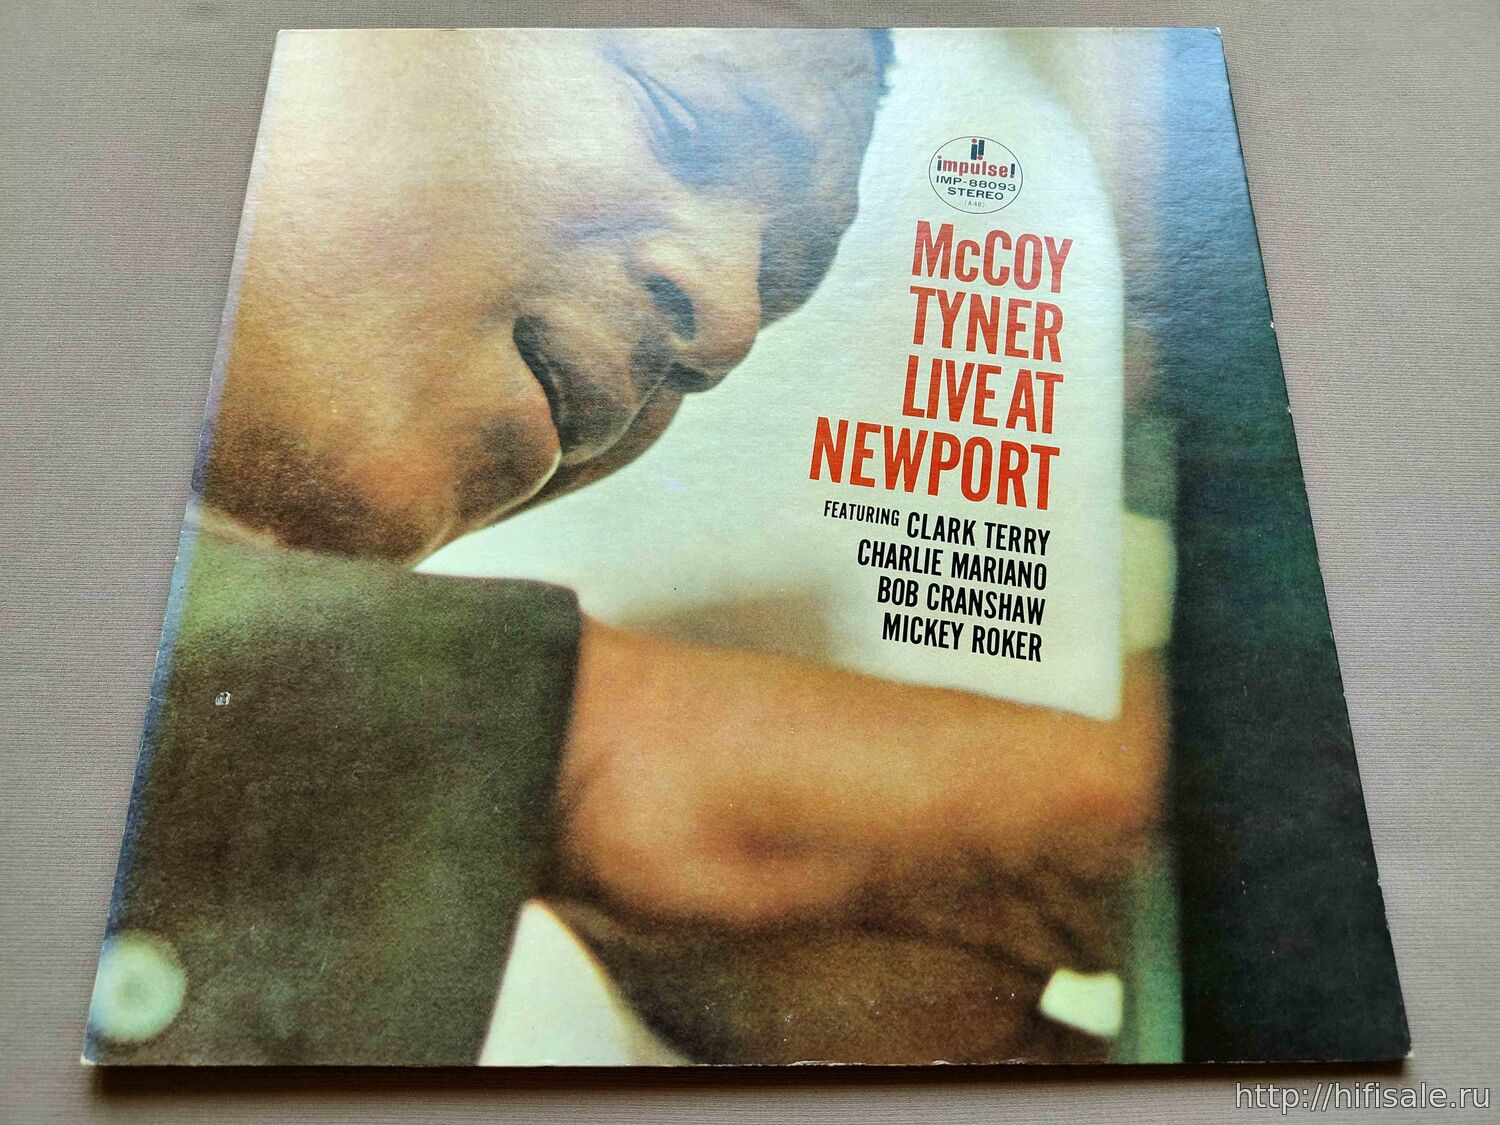 impulse!
IMP-88093
STEREO
(A-48)
McCOY
TYNER
LIVE AT
NEWPORT
FEATURING CLARK TERRY
CHARLIE MARIANO
BOB CRANSHAW
MICKEY ROKER
http://hifisale.ru